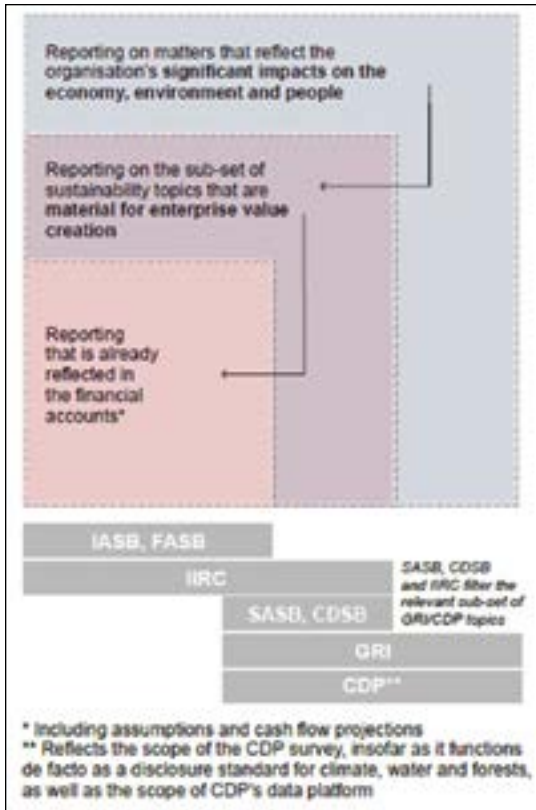 Reporting on matters that reflect the
organisation's significant impacts on the
economy, environment and people
Reporting on the sub-set of
sustainability topics that are
material for enterprise value
creation
Reporting
that is already
reflected in
the financial
accounts*
IASB, FASB
IIRC
SASB, CDSB
and IIRC filter the
relevant sub-set of
GRI/CDP topics
SASB, CDSB
GRI
CDP**
* Including assumptions and cash flow projections
** Reflects the scope of the CDP survey, insofar as it functions
de facto as a disclosure standard for climate, water and forests,
as well as the scope of CDP's data platform